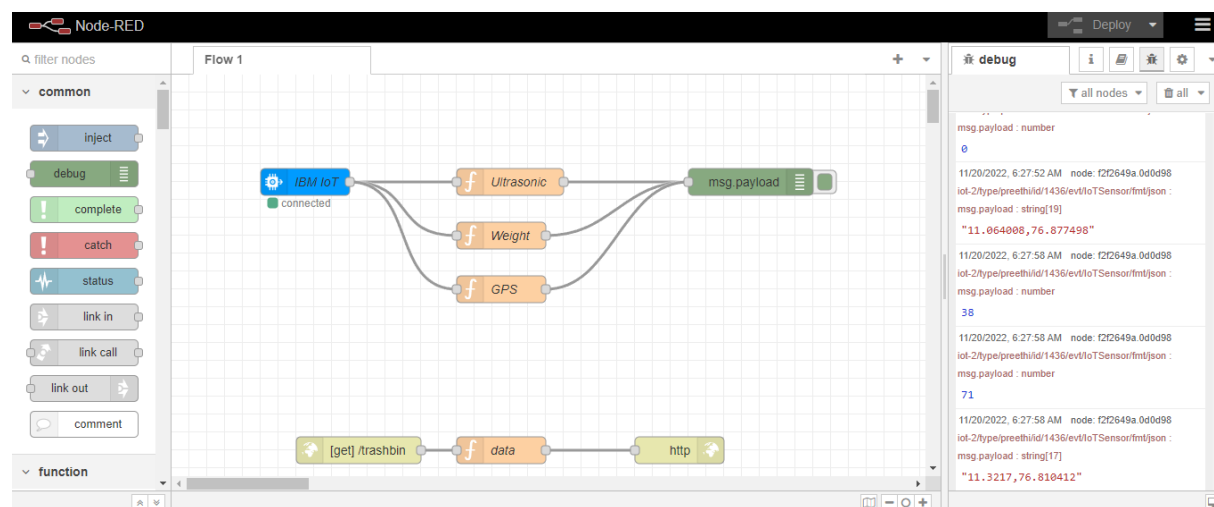 Node-RED
Deploy
filter nodes
Flow 1
debug
i
common
all nodes
all
inject
debug
complete
catch
status
link in
link call
link out
comment
function
IBM IoT
connected
Ultrasonic
Weight
GPS
msg.payload
[get] /trashbin
data
http
msg.payload : number
0
11/20/2022, 6:27:52 AM node: f2f2649a.0d0d98
iot-2/type/preethi/id/1436/evt/IoTSensor/fmt/json :
msg.payload : string[19]
"11.064008,76.877498"
11/20/2022, 6:27:58 AM node: f2f2649a.0d0d98
iot-2/type/preethi/id/1436/evt/IoTSensor/fmt/json :
msg.payload : number
38
11/20/2022, 6:27:58 AM node: f2f2649a.0d0d98
iot-2/type/preethi/id/1436/evt/IoTSensor/fmt/json :
msg.payload : number
71
11/20/2022, 6:27:58 AM node: f2f2649a.0d0d98
iot-2/type/preethi/id/1436/evt/IoTSensor/fmt/json :
msg.payload : string[17]
"11.3217,76.810412"